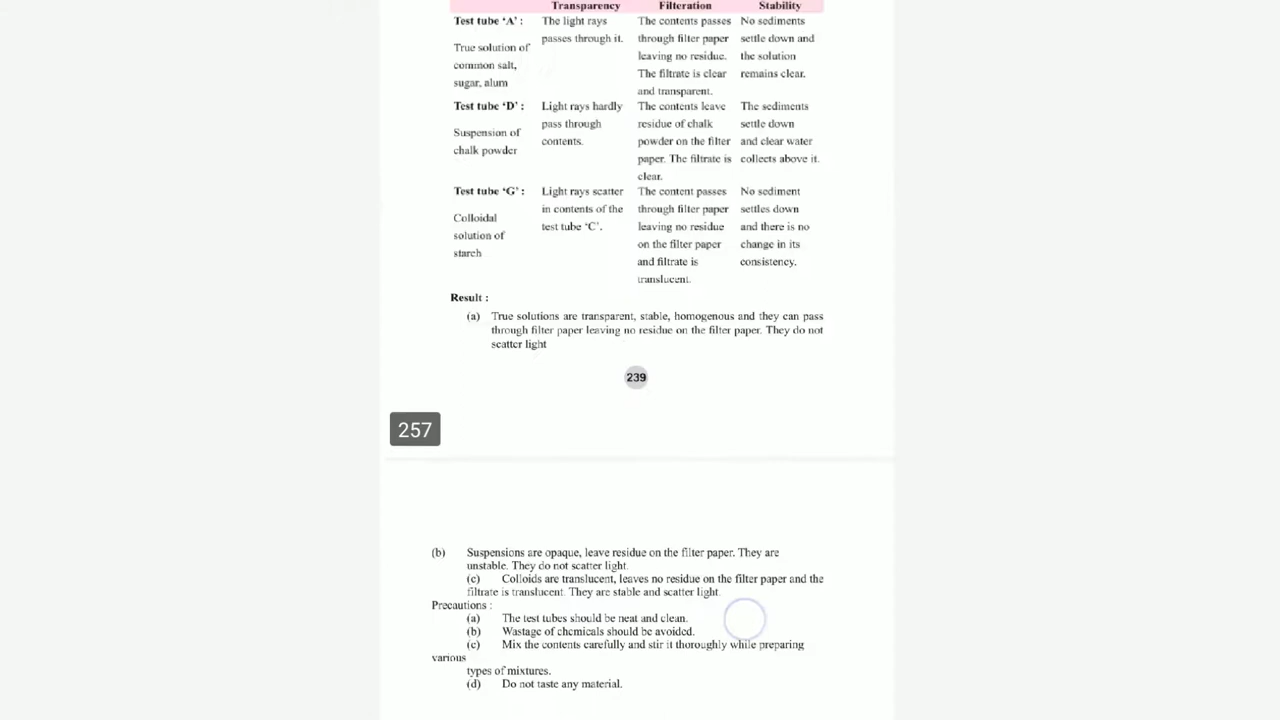 Transparency Filteration Stability
Test tube ‘A’ : The light rays The contents passes No sediments
passes through it. through filter paper settle down and
True solution of leaving no residue. the solution
common salt, The filtrate is clear remains clear.
sugar, alum and transparent.
Test tube ‘D’ : Light rays hardly The contents leave The sediments
pass through residue of chalk settle down
Suspension of contents. powder on the filter and clear water
chalk powder paper. The filtrate is collects above it.
clear.
Test tube ‘G’ : Light rays scatter The content passes No sediment
in contents of the through filter paper settles down
Colloidal test tube ‘C’. leaving no residue and there is no
solution of on the filter paper change in its
starch and filtrate is consistency.
translucent.
Result :
(a) True solutions are transparent, stable, homogenous and they can pass
through filter paper leaving no residue on the filter paper. They do not
scatter light
239
257
(b) Suspensions are opaque, leave residue on the filter paper. They are
unstable. They do not scatter light.
(c) Colloids are translucent, leaves no residue on the filter paper and the
filtrate is translucent. They are stable and scatter light.
Precautions :
(a) The test tubes should be neat and clean.
(b) Wastage of chemicals should be avoided.
(c) Mix the contents carefully and stir it thoroughly while preparing
various
types of mixtures.
(d) Do not taste any material.